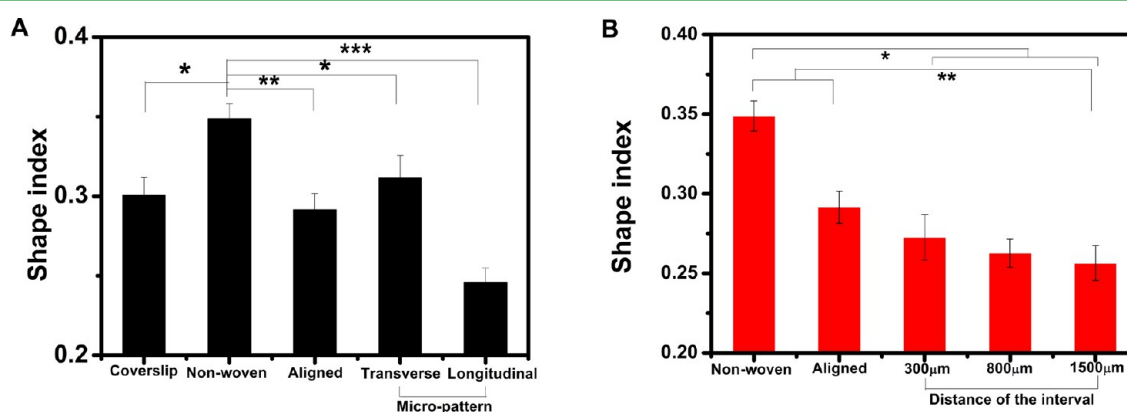 A
Shape index
0.4
0.3
0.2
*
**
*
***
Coverslip Non-woven Aligned Transverse Longitudinal
Micro-pattern
B
Shape index
0.40
0.35
0.30
0.25
0.20
*
**
Non-woven Aligned 300μm 800μm 1500μm
Distance of the interval